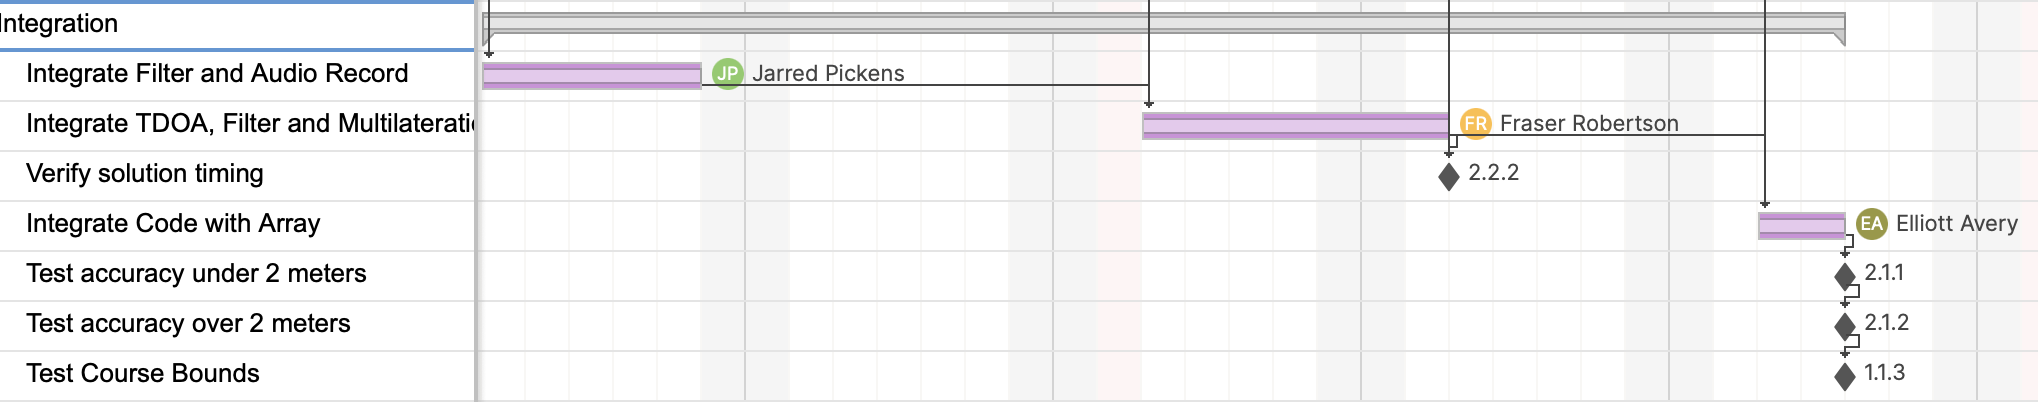 ntegration
Integrate Filter and Audio Record
JP Jarred Pickens
Integrate TDOA, Filter and Multilaterati
FR Fraser Robertson
Verify solution timing
2.2.2
Integrate Code with Array
EA Elliott Avery
Test accuracy under 2 meters
2.1.1
Test accuracy over 2 meters
2.1.2
Test Course Bounds
1.1.3